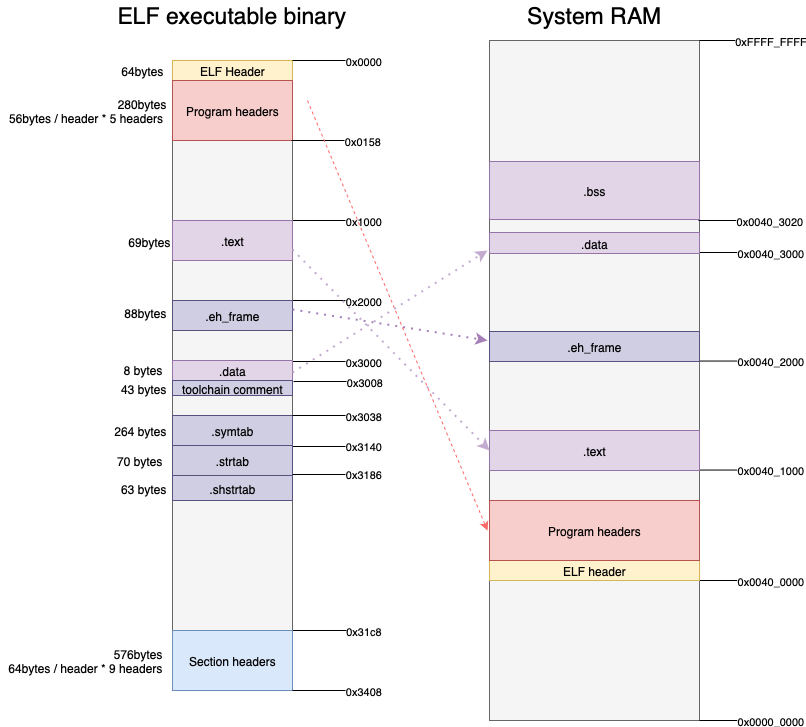 ELF executable binary
System RAM
0x0000
64bytes
ELF Header
280bytes
56bytes / header * 5 headers
Program headers
0x0158
0x1000
69bytes
.text
0x2000
88bytes
.eh_frame
0x3000
8 bytes
.data
0x3008
43 bytes
toolchain comment
0x3038
264 bytes
.symtab
0x3140
70 bytes
.strtab
0x3186
63 bytes
.shstrtab
0x31c8
576bytes
64bytes / header * 9 headers
Section headers
0x3408
0xFFFF_FFFF
.bss
0x0040_3020
.data
0x0040_3000
.eh_frame
0x0040_2000
.text
0x0040_1000
Program headers
ELF header
0x0040_0000
0x0000_0000